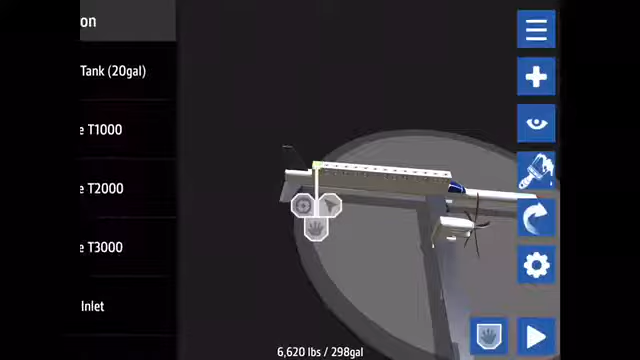 on
Tank (20gal)
e T1000
e T2000
e T3000
Inlet
6,620 lbs / 298gal